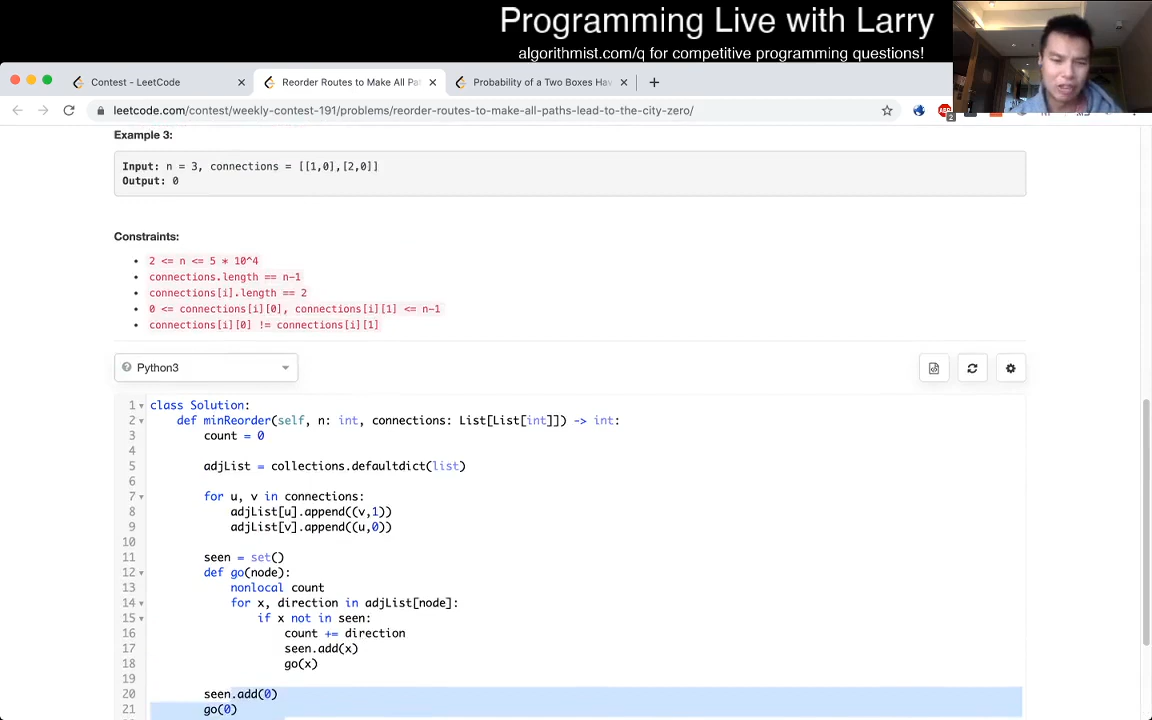 Programming Live with Larry
algorithmist.com/q for competitive programming questions!
Contest - LeetCode
Reorder Routes to Make All Pat
Probability of a Two Boxes Hav
leetcode.com/contest/weekly-contest-191/problems/reorder-routes-to-make-all-paths-lead-to-the-city-zero/
Example 3:
Input: n = 3, connections = [[1,0],[2,0]]
Output: 0
Constraints:
2 <= n <= 5 * 10^4
connections.length == n-1
connections[i].length == 2
0 <= connections[i][0], connections[i][1] <= n-1
connections[i][0] != connections[i][1]
Python3
1 class Solution:
2 def minReorder(self, n: int, connections: List[List[int]]) -> int:
3 count = 0
4
5 adjList = collections.defaultdict(list)
6
7 for u, v in connections:
8 adjList[u].append((v,1))
9 adjList[v].append((u,0))
10
11 seen = set()
12 def go(node):
13 nonlocal count
14 for x, direction in adjList[node]:
15 if x not in seen:
16 count += direction
17 seen.add(x)
18 go(x)
19
20 seen.add(0)
21 go(0)